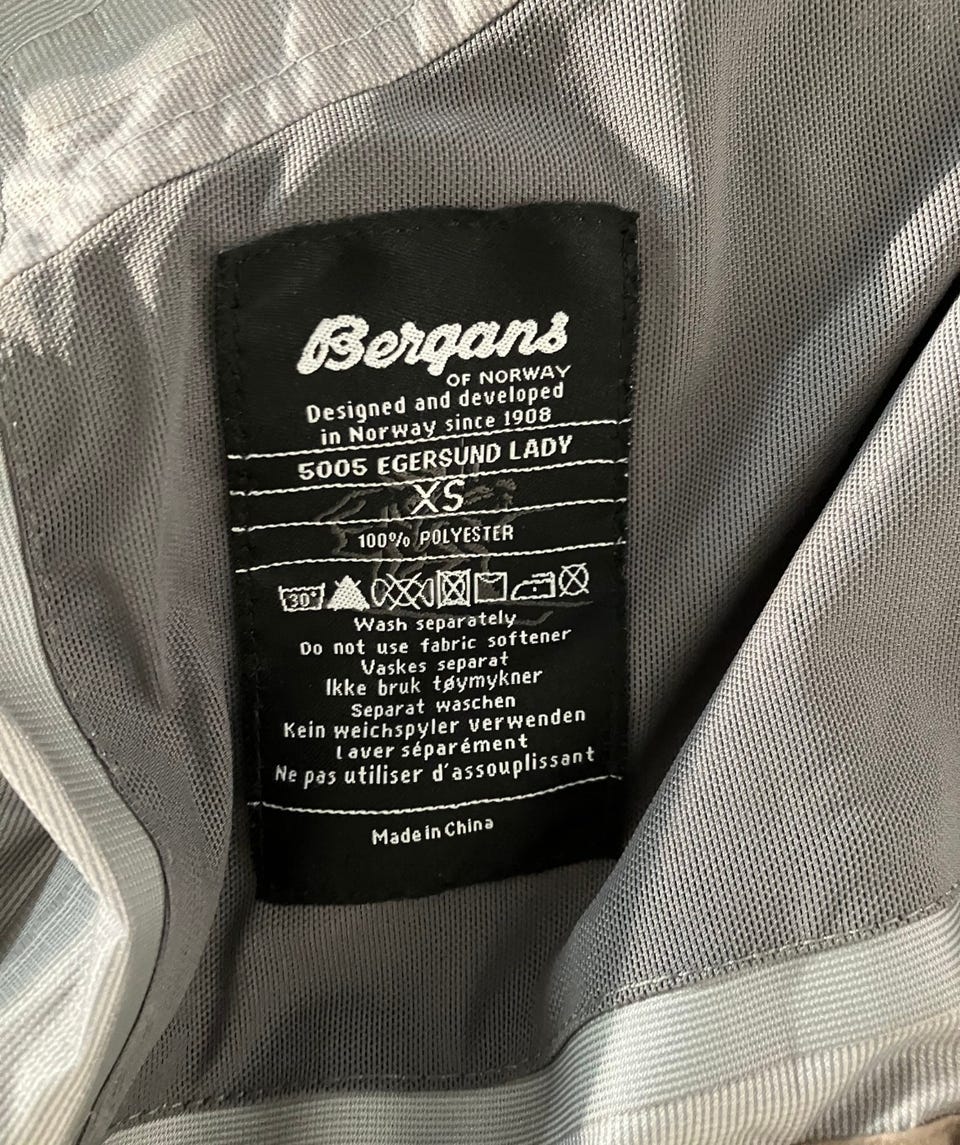 Bergans
OF NORWAY
Designed and developed
in Norway since 1908
5005 EGERSUND LADY
XS
100% POLYESTER
30°
Wash separately
Do not use fabric softener
Vaskes separat
Ikke bruk tøymykner
Separat waschen
Kein weichspyler verwenden
Laver séparément
Ne pas utiliser d'assouplissant
Made in China